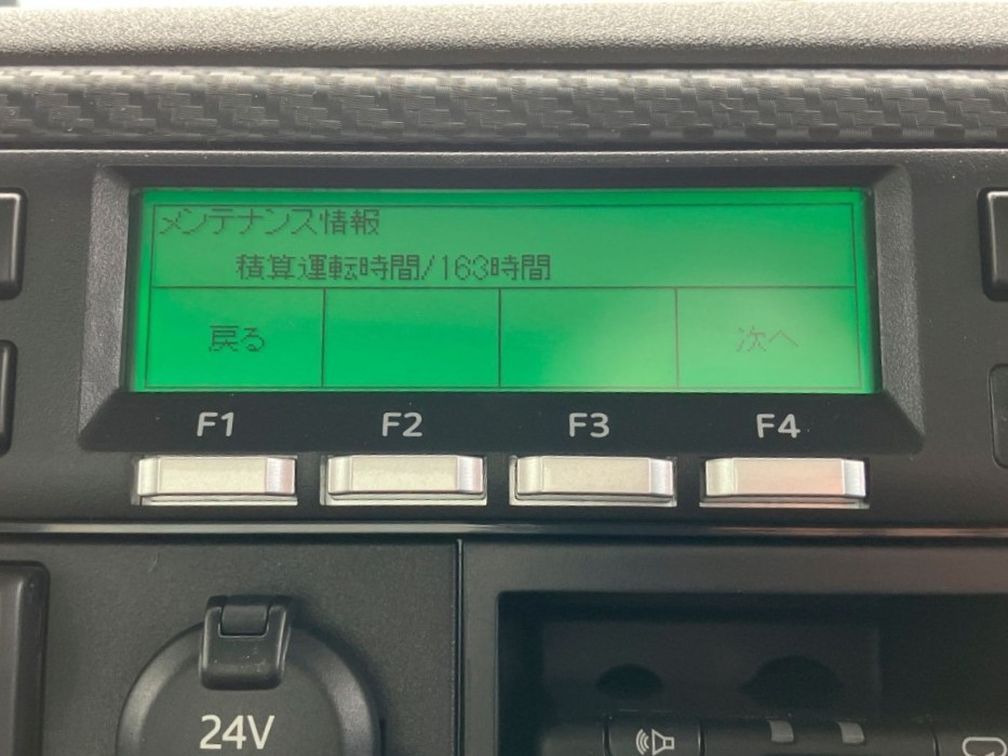 メンテナンス情報
積算運転時間/163時間
戻る 次へ
F1 F2 F3 F4
24V